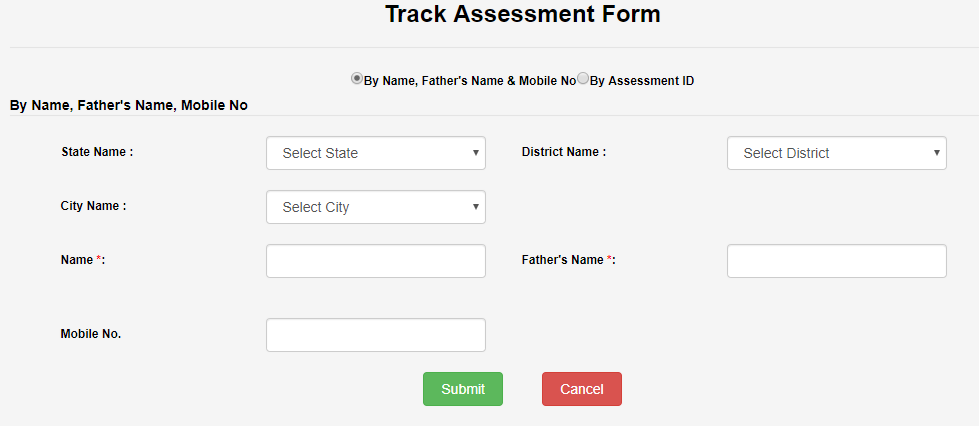 Track Assessment Form
By Name, Father's Name & Mobile No By Assessment ID
By Name, Father's Name, Mobile No
State Name : Select State District Name : Select District
City Name : Select City
Name *: Father's Name *:
Mobile No.
Submit Cancel